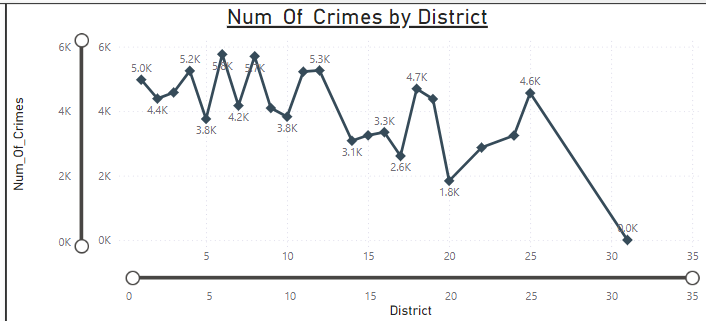 Num_Of_Crimes by District
Num_Of_Crimes
6K
4K
2K
0K
6K
4K
2K
0K
5.0K
4.4K
5.2K
3.8K
5.8K
4.2K
5.7K
3.8K
5.3K
3.1K
3.3K
2.6K
4.7K
1.8K
4.6K
0.0K
5 10 15 20 25 30 35
0 5 10 15 20 25 30 35
District